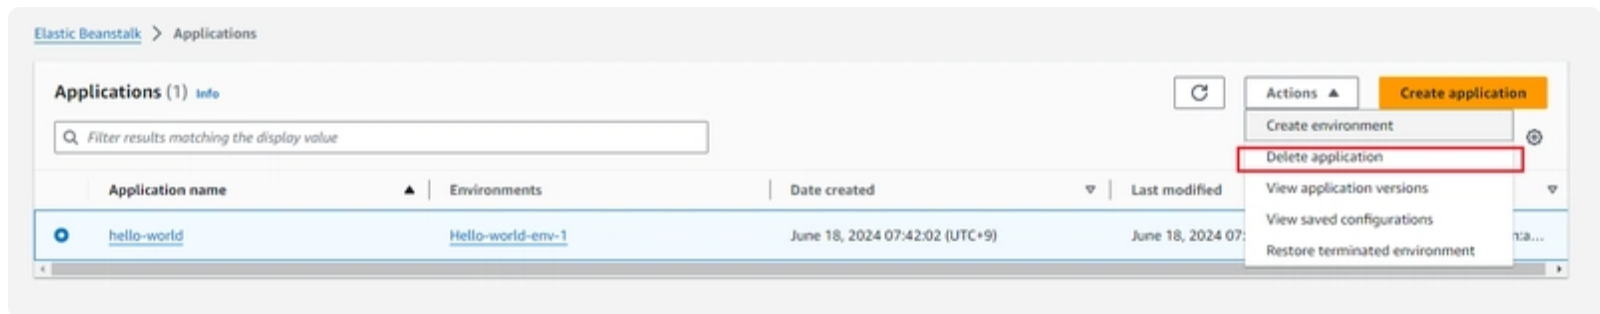 Elastic Beanstalk > Applications
Applications (1) Info
Actions ▲
Create application
Filter results matching the display value
Create environment
Delete application
View application versions
View saved configurations
Restore terminated environment
Application name ▲ Environments Date created Last modified
hello-world Hello-world-env-1 June 18, 2024 07:42:02 (UTC+9) June 18, 2024 07: